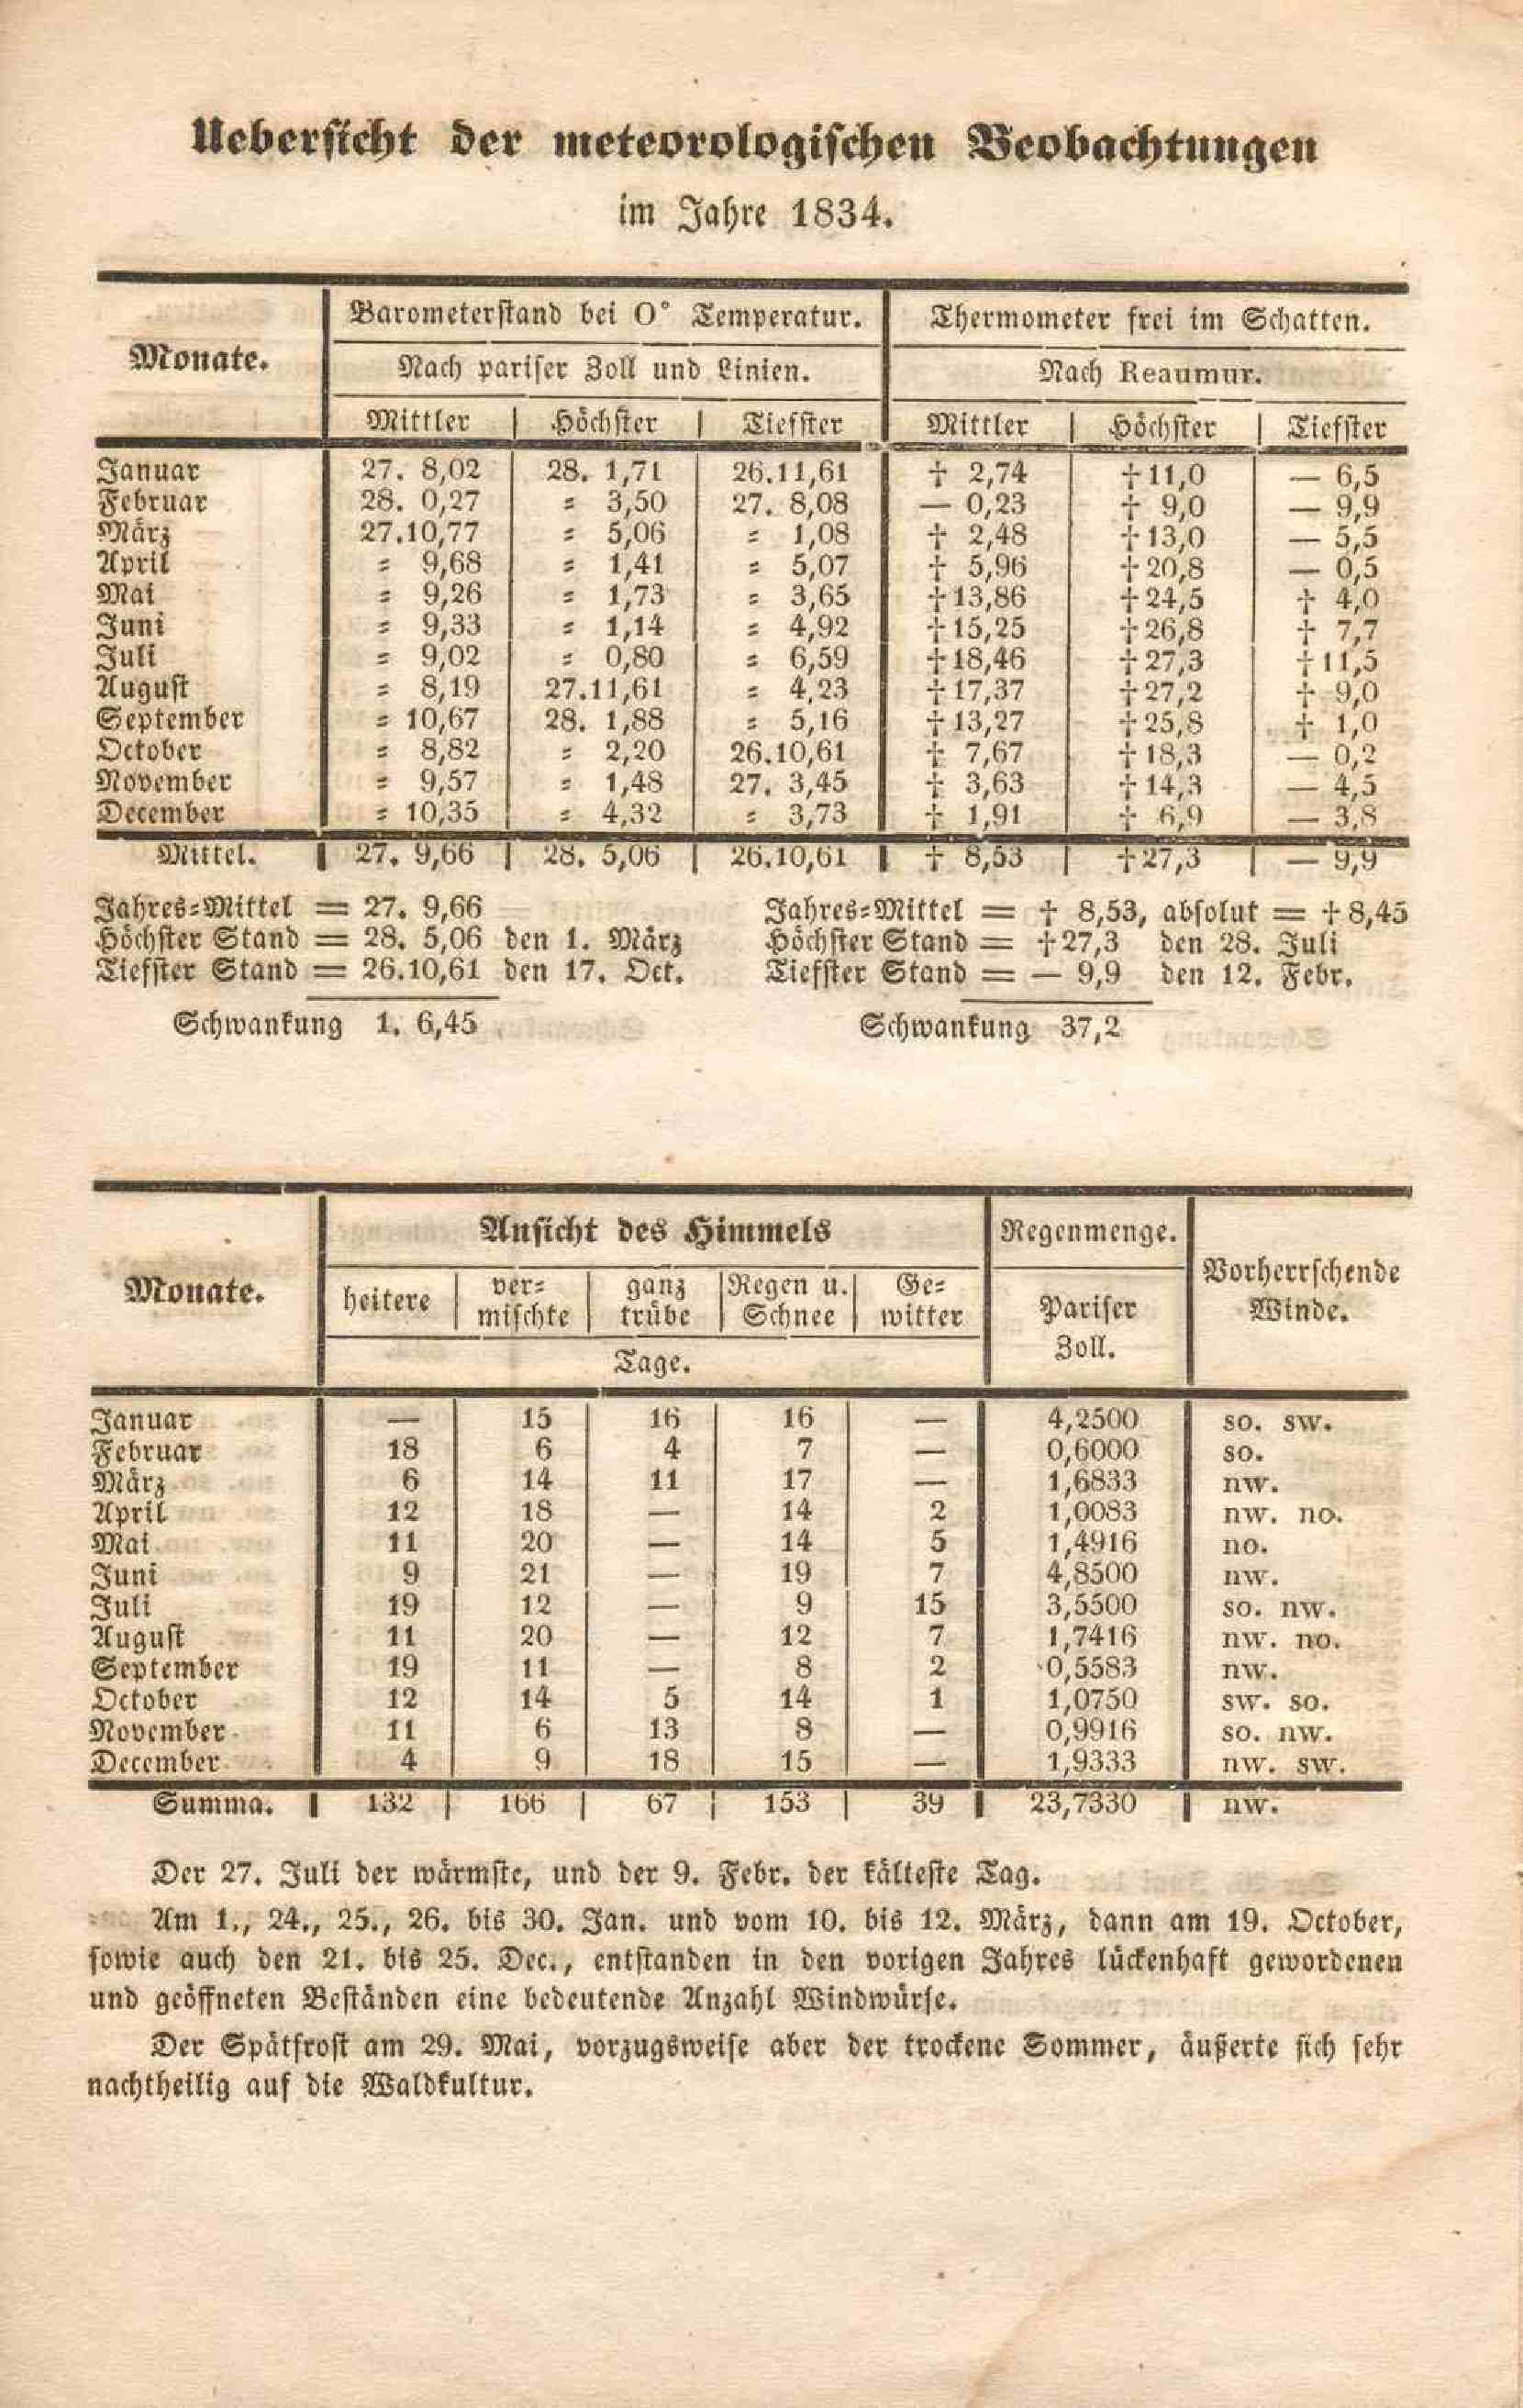 Uebersicht der meteorologischen Beobachtungen
im Jahre 1834.
Monate. Barometerstand bei 0° Temperatur. Thermometer frei im Schatten.
Nach pariser Zoll und Linien. Nach Reaumur.
Mittler Höchster Tiefster Mittler Höchster Tiefster
Januar 27. 8,02 28. 1,71 26.11,61 † 2,74 †11,0 — 6,5
Februar 28. 0,27 = 3,50 27. 8,08 — 0,23 † 9,0 — 9,9
März 27.10,77 = 5,06 = 1,08 † 2,48 †13,0 — 5,5
April = 9,68 = 1,41 = 5,07 † 5,96 †20,8 — 0,5
Mai = 9,26 = 1,73 = 3,65 †13,86 †24,5 † 4,0
Juni = 9,33 = 1,14 = 4,92 †15,25 †26,8 † 7,7
Juli = 9,02 = 0,80 = 6,59 †18,46 †27,3 †11,5
August = 8,19 27.11,61 = 4,23 †17,37 †27,2 † 9,0
September = 10,67 28. 1,88 = 5,16 †13,27 †25,8 † 1,0
October = 8,82 = 2,20 26.10,61 † 7,67 †18,3 — 0,2
November = 9,57 = 1,48 27. 3,45 † 3,63 †14,3 — 4,5
December = 10,35 = 4,32 = 3,73 † 1,91 † 6,9 — 3,8
Mittel. 27. 9,66 28. 5,06 26.10,61 † 8,53 †27,3 — 9,9
Jahres=Mittel = 27. 9,66 Jahres=Mittel = † 8,53, absolut = †8,45
Höchster Stand = 28. 5,06 den 1. März Höchster Stand = †27,3 den 28. Juli
Tiefster Stand = 26.10,61 den 17. Oct. Tiefster Stand = — 9,9 den 12. Febr.
Schwankung 1. 6,45 Schwankung 37,2
Monate. Ansicht des Himmels Regenmenge. Vorherrschende Winde.
heitere ver=mischte ganz trübe Regen u. Schnee Ge=witter Pariser Zoll.
Tage.
Januar — 15 16 16 — 4,2500 so. sw.
Februar 18 6 4 7 — 0,6000 so.
März 6 14 11 17 — 1,6833 nw.
April 12 18 — 14 2 1,0083 nw. no.
Mai 11 20 — 14 5 1,4916 no.
Juni 9 21 — 19 7 4,8500 nw.
Juli 19 12 — 9 15 3,5500 so. nw.
August 11 20 — 12 7 1,7416 nw. no.
September 19 11 — 8 2 0,5583 nw.
October 12 14 5 14 1 1,0750 sw. so.
November 11 6 13 8 — 0,9916 so. nw.
December 4 9 18 15 — 1,9333 nw. sw.
Summa. 132 166 67 153 39 23,7330 nw.
Der 27. Juli der wärmste, und der 9. Febr. der kälteste Tag.
Am 1., 24., 25., 26. bis 30. Jan. und vom 10. bis 12. März, dann am 19. October,
sowie auch den 21. bis 25. Dec., entstanden in den vorigen Jahres lückenhaft gewordenen
und geöffneten Beständen eine bedeutende Anzahl Windwürfe.
Der Spätfrost am 29. Mai, vorzugsweise aber der trockene Sommer, äußerte sich sehr
nachtheilig auf die Waldkultur.